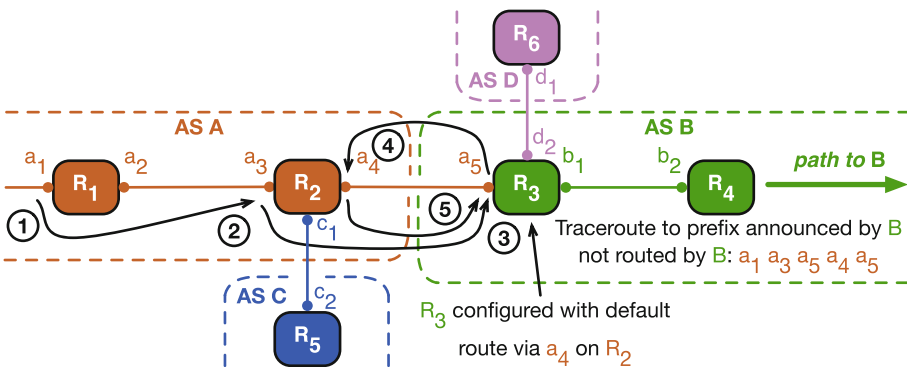 R6
AS D
d1
AS A
AS B
d2
a1
R1
a2
a3
R2
a4
4
a5
R3
b1
b2
R4
path to B
1
2
c1
5
3
Traceroute to prefix announced by B
not routed by B: a1 a3 a5 a4 a5
AS C
c2
R5
R3 configured with default
route via a4 on R2